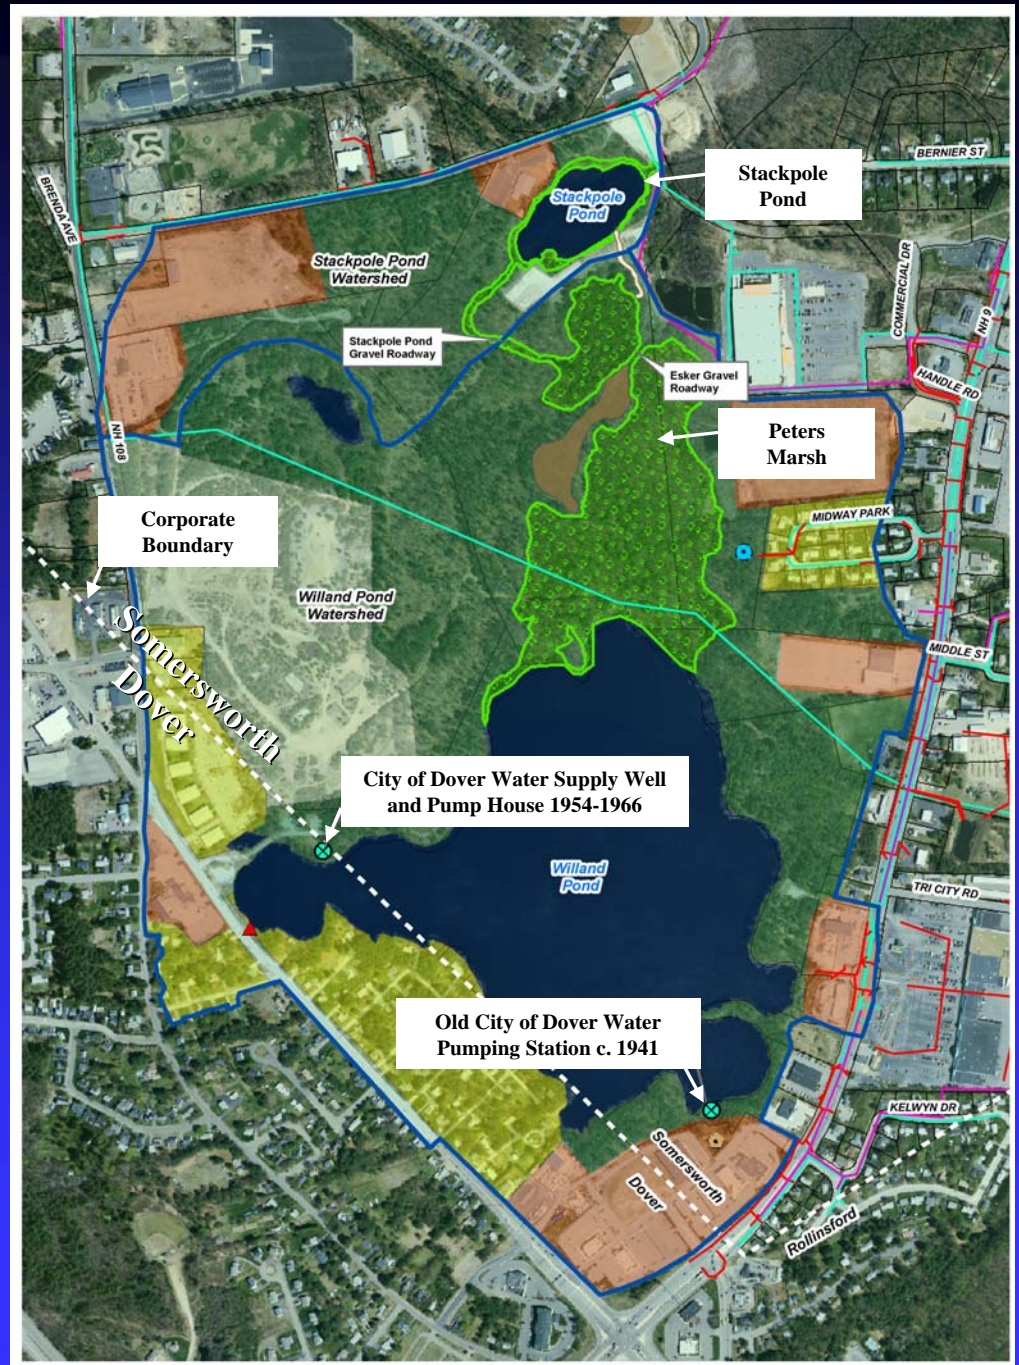 BERNIER ST
Stackpole
Pond
BRENDA AVE
Stackpole
Pond
COMMERCIAL DR
Stackpole Pond
Watershed
NH 9
Stackpole Pond
Gravel Roadway
Esker Gravel
Roadway
HANDLE RD
NH 108
Peters
Marsh
Corporate
Boundary
MIDWAY PARK
Willand Pond
Watershed
Somersworth
Dover
MIDDLE ST
City of Dover Water Supply Well
and Pump House 1954-1966
Willand
Pond
TRI CITY RD
Old City of Dover Water
Pumping Station c. 1941
KELWYN DR
Somersworth
Dover
Rollinsford